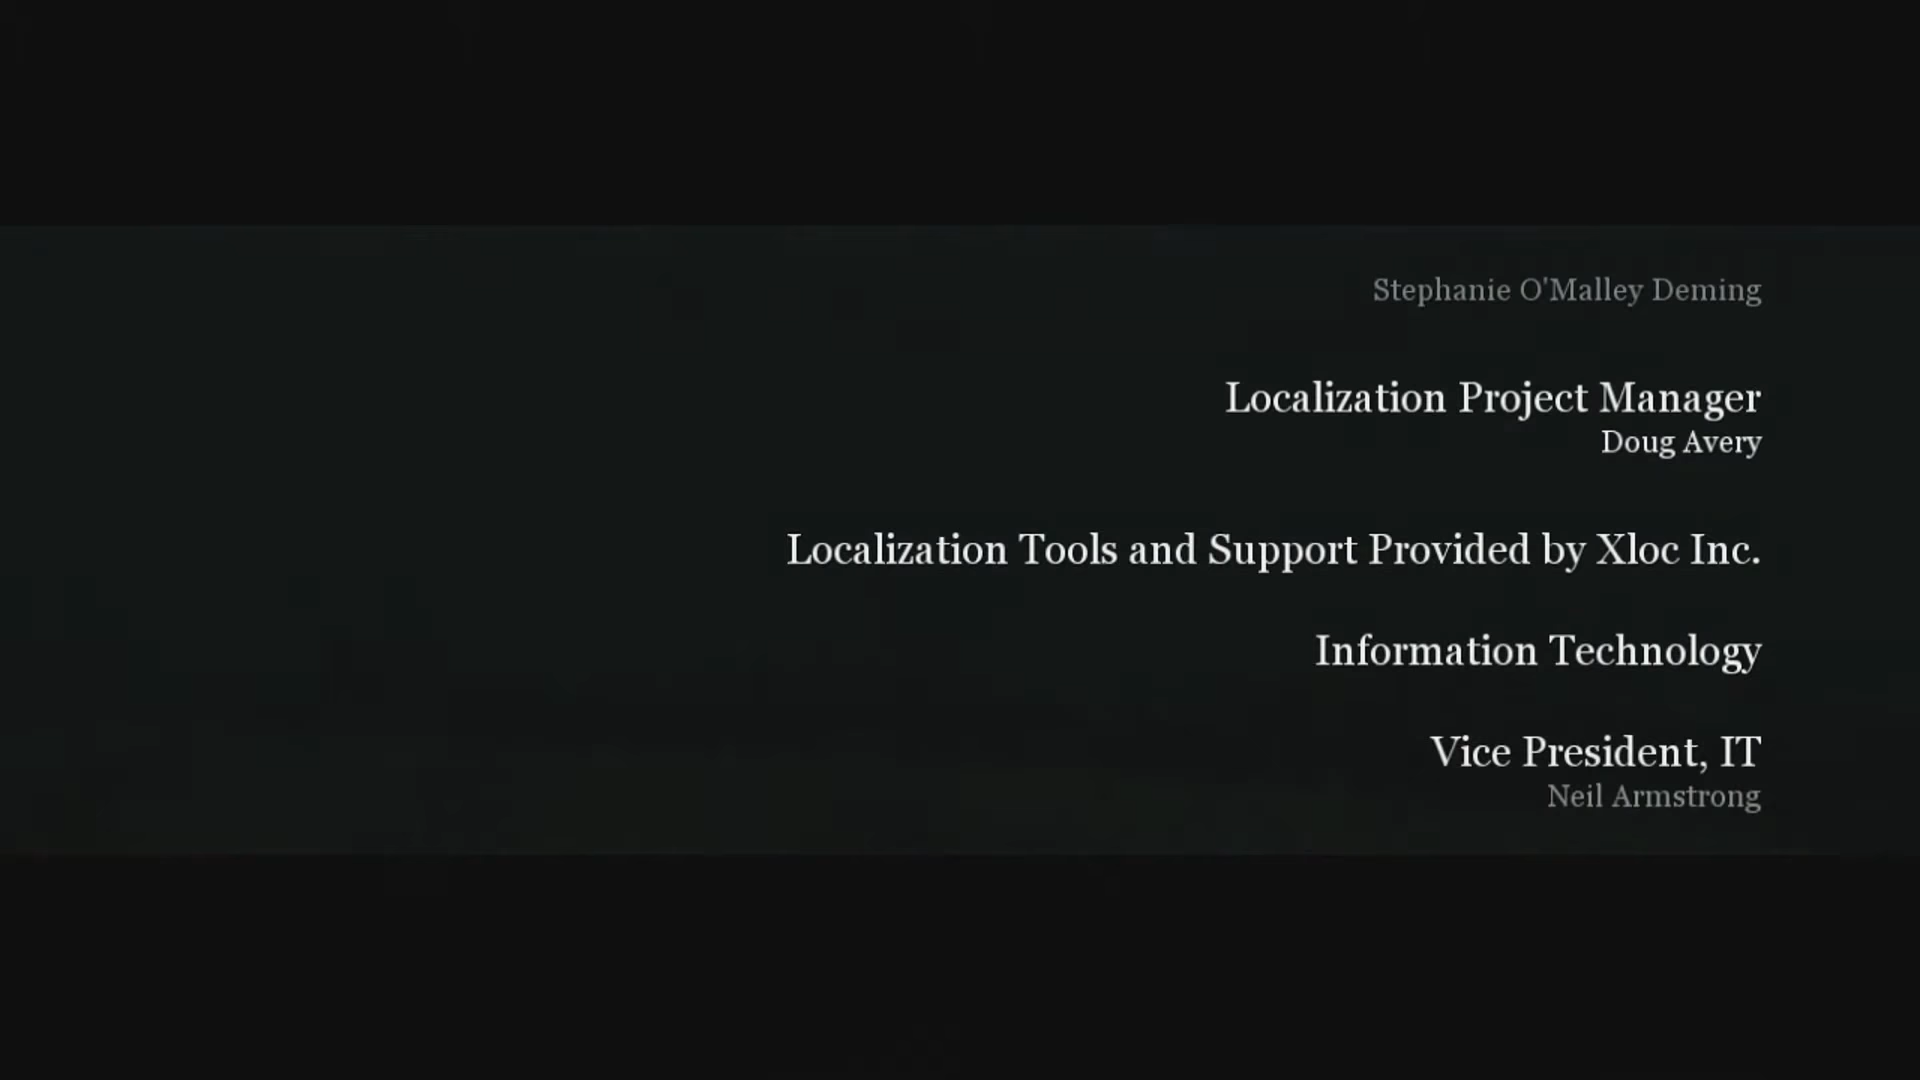 Stephanie O'Malley Deming
Localization Project Manager
Doug Avery
Localization Tools and Support Provided by Xloc Inc.
Information Technology
Vice President, IT
Neil Armstrong